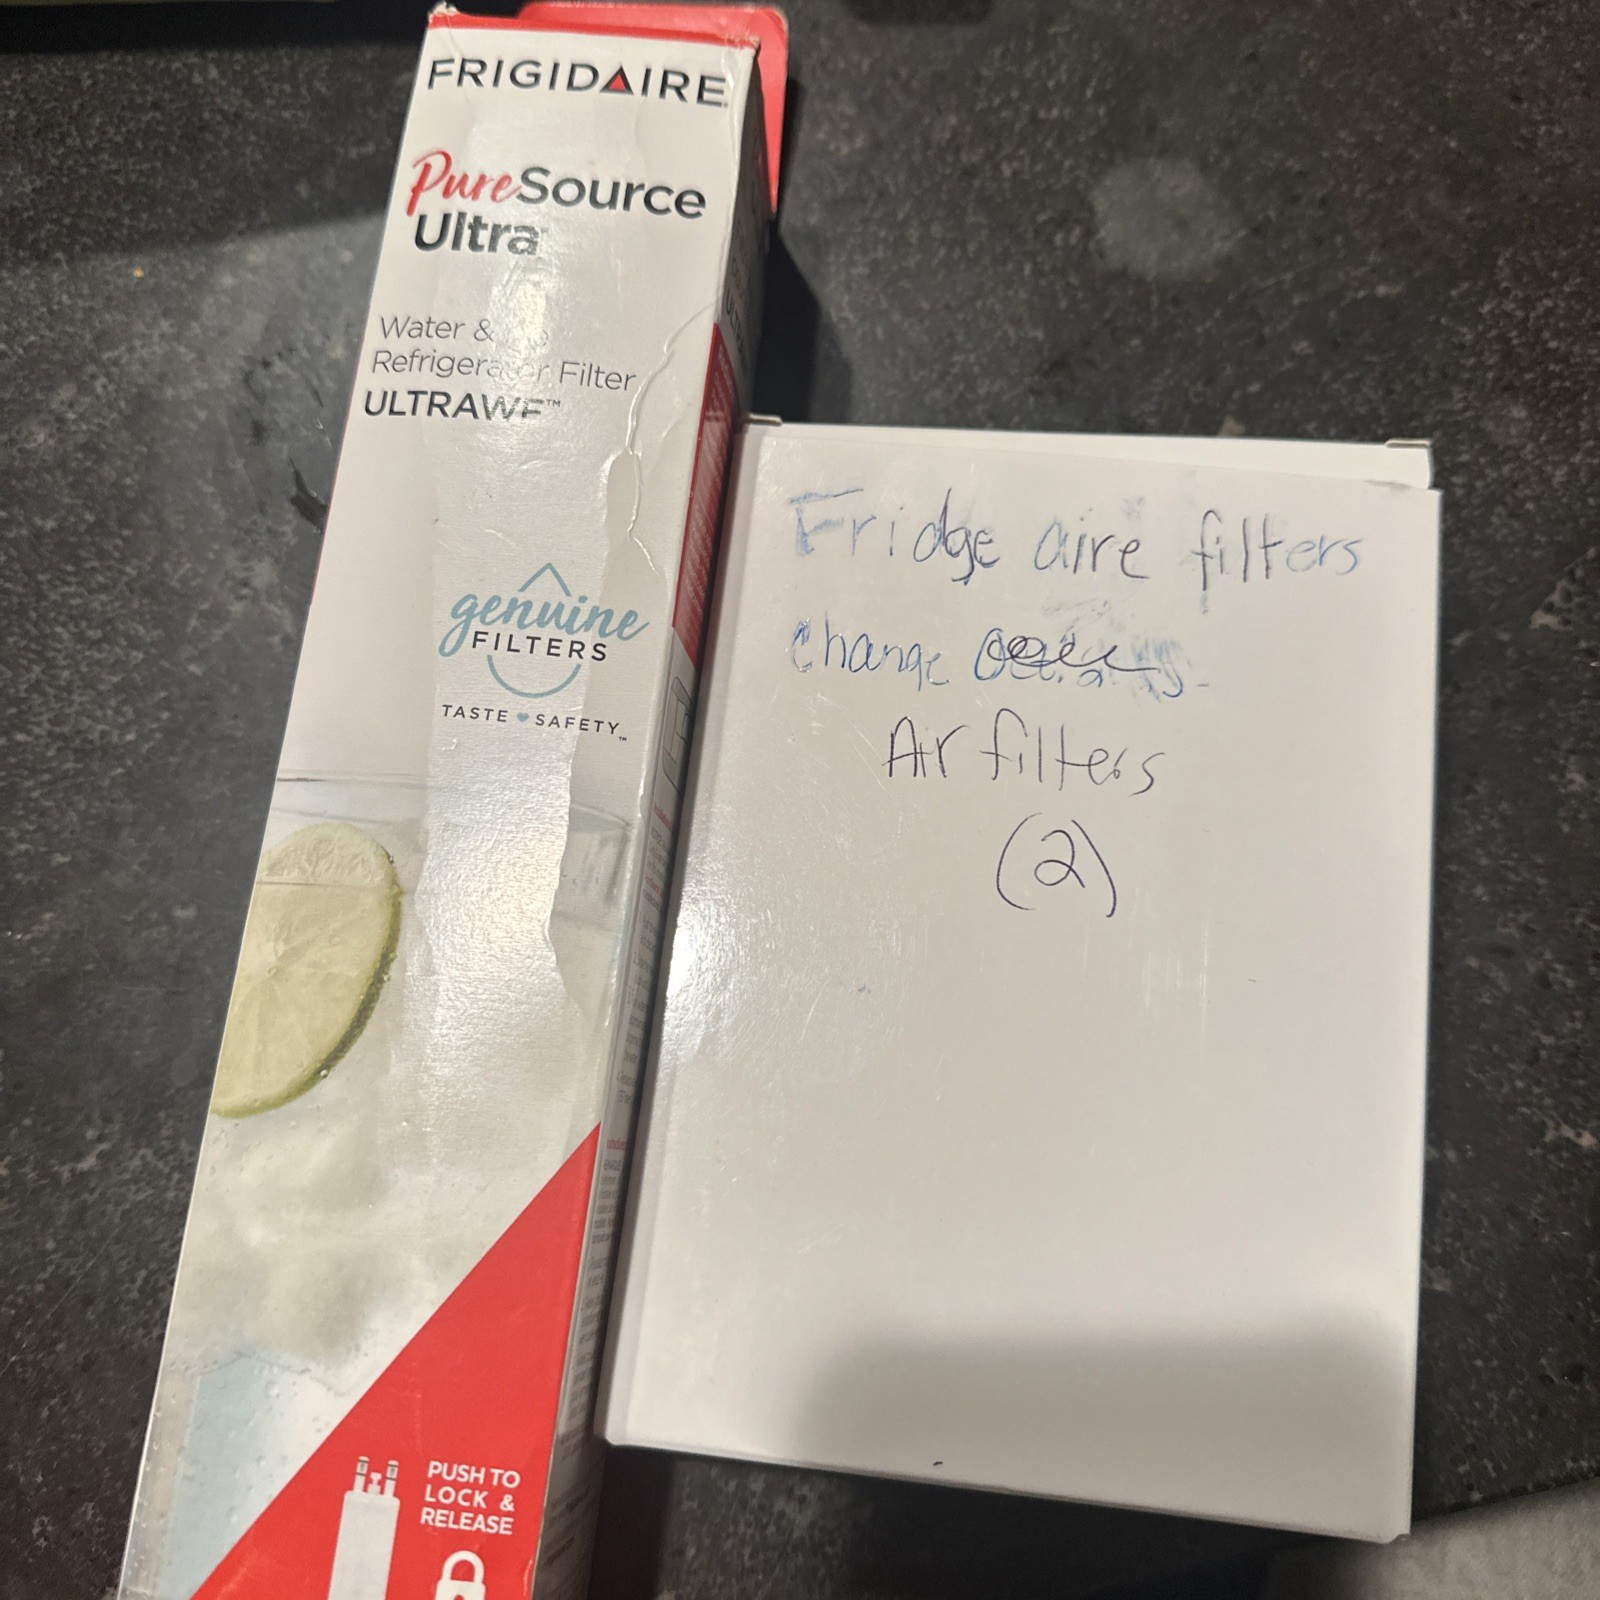 FRIGIDAIRE
PureSource
Ultra
Water &
Refrigerator Filter
ULTRAWF™
genuine
FILTERS
TASTE SAFETY™
PUSH TO
LOCK &
RELEASE
Fridge aire filters
change
Air filters
(2)